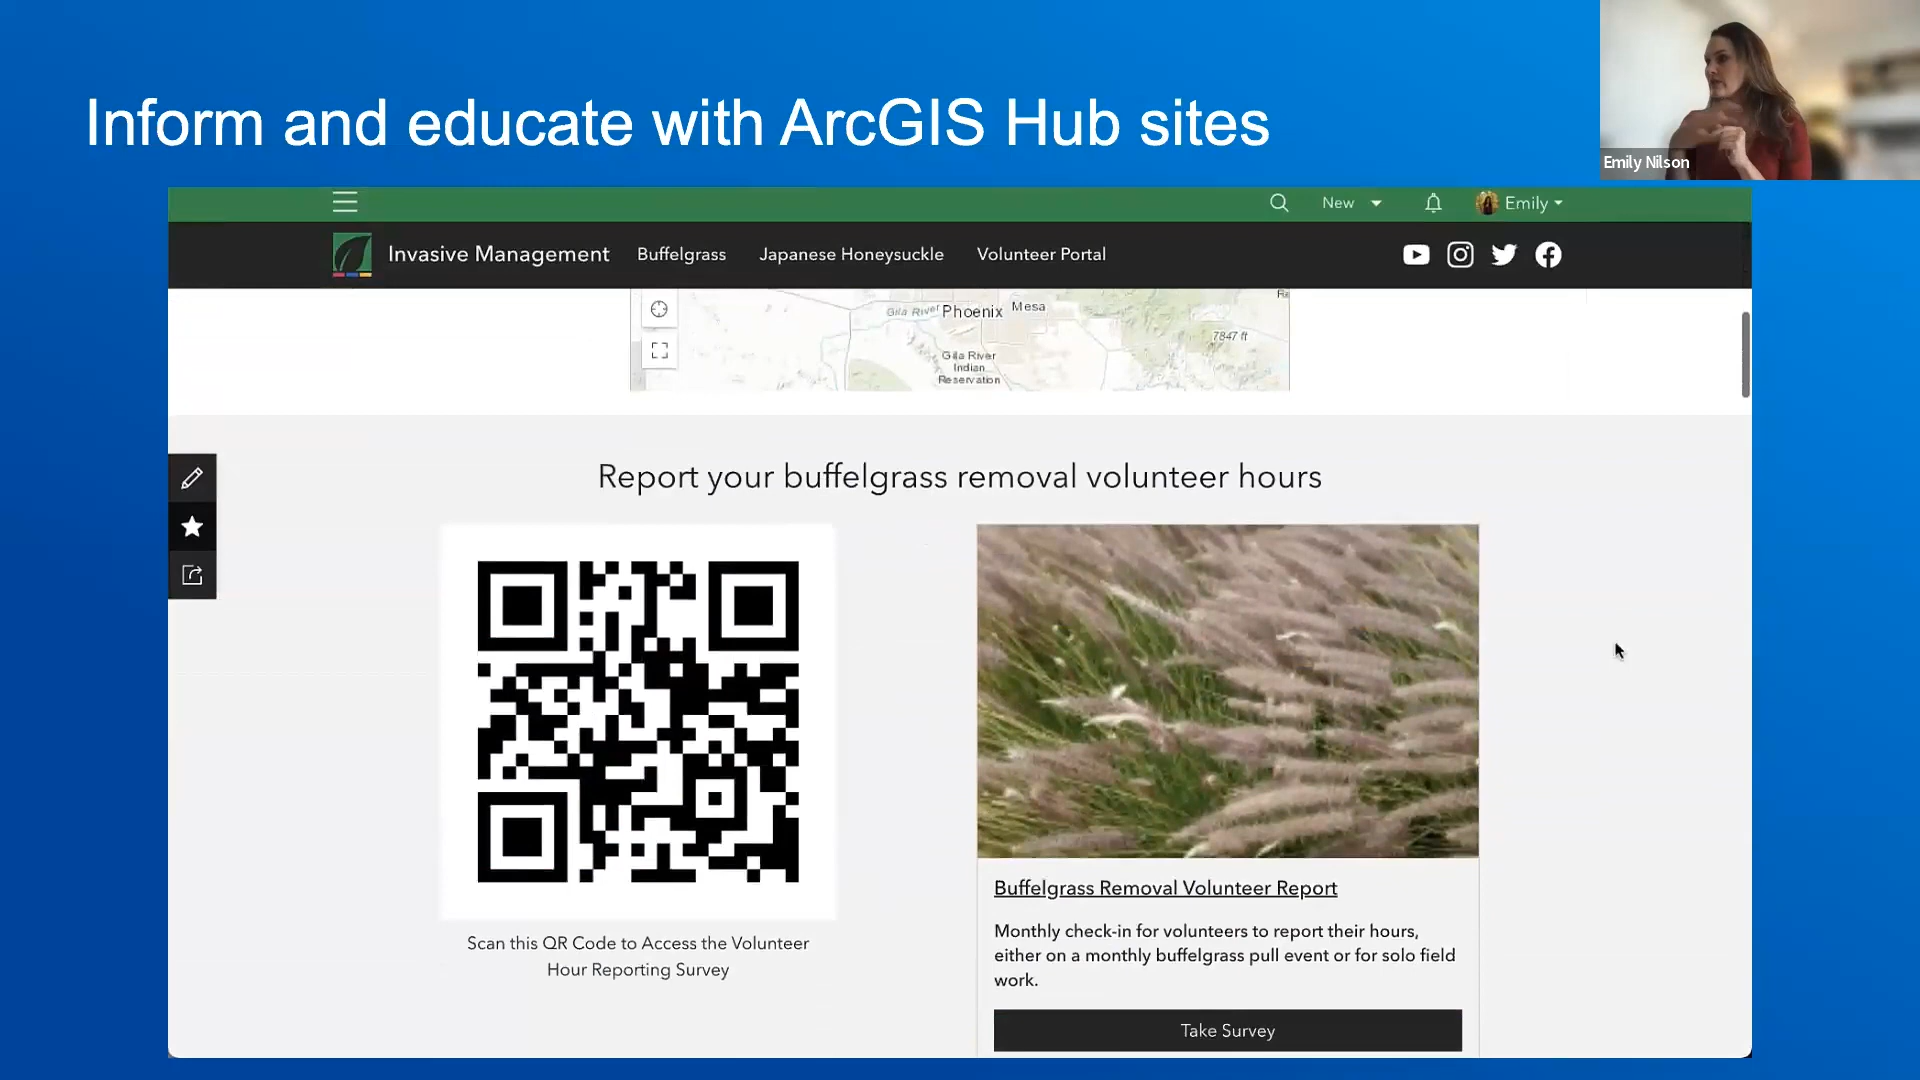 Inform and educate with ArcGIS Hub sites
Emily Nilson
New
Emily
Invasive Management
Buffelgrass
Japanese Honeysuckle
Volunteer Portal
Gila River
Phoenix
Mesa
7847 ft
Gila River
Indian
Reservation
Report your buffelgrass removal volunteer hours
Scan this QR Code to Access the Volunteer
Hour Reporting Survey
Buffelgrass Removal Volunteer Report
Monthly check-in for volunteers to report their hours,
either on a monthly buffelgrass pull event or for solo field
work.
Take Survey